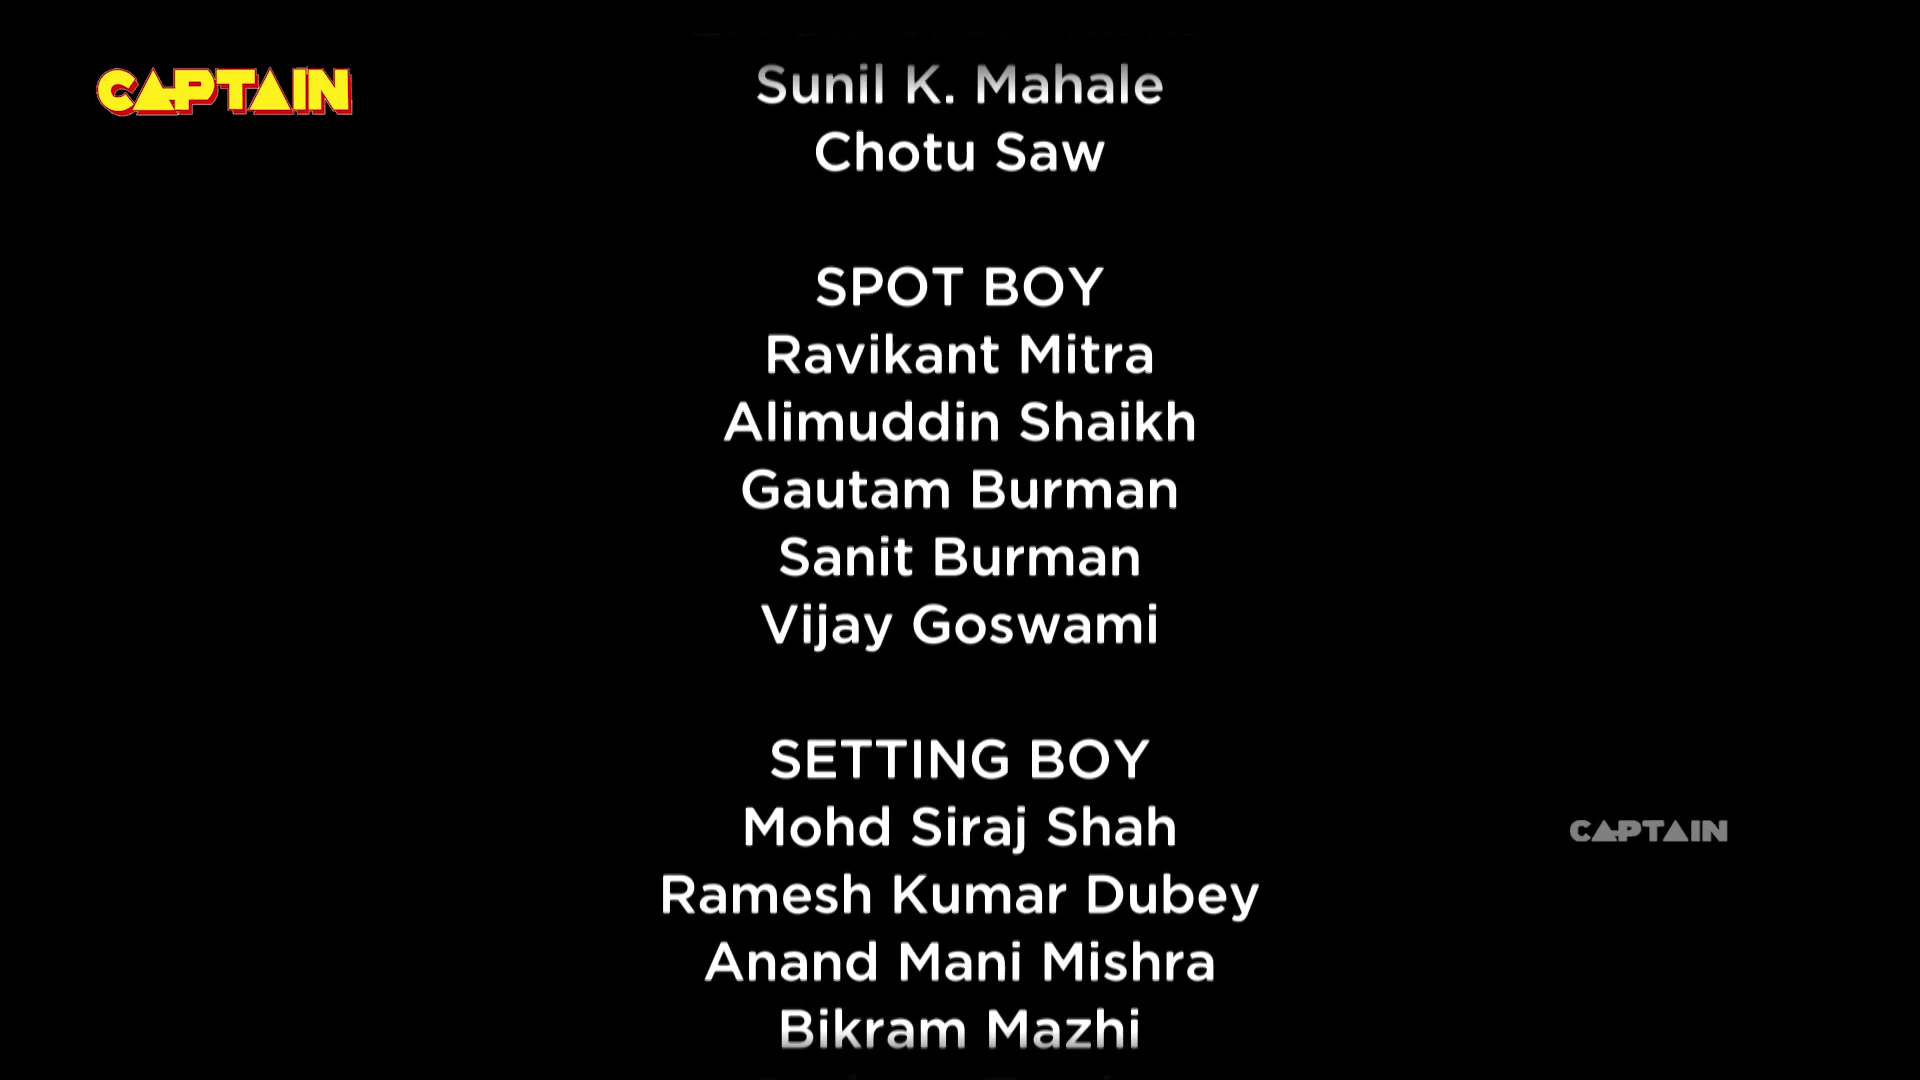 CAPTAIN
Sunil K. Mahale
Chotu Saw
SPOT BOY
Ravikant Mitra
Alimuddin Shaikh
Gautam Burman
Sanit Burman
Vijay Goswami
SETTING BOY
Mohd Siraj Shah
CAPTAIN
Ramesh Kumar Dubey
Anand Mani Mishra
Bikram Mazhi